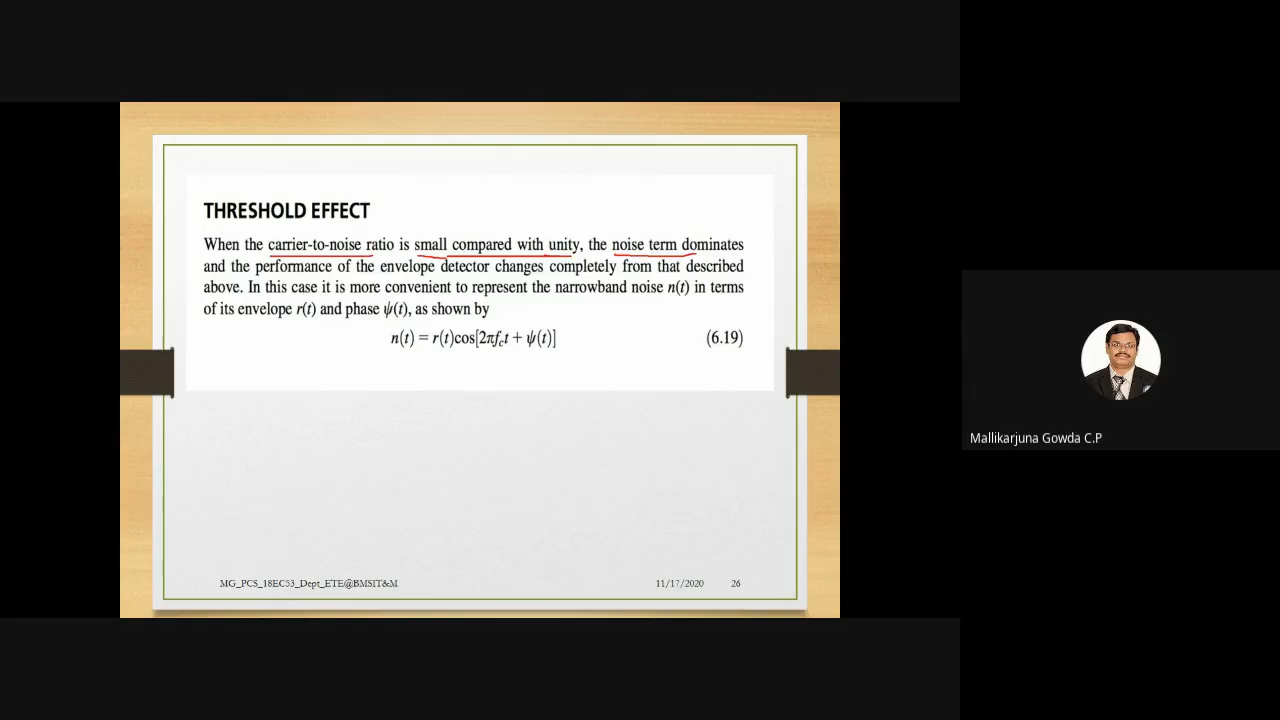 THRESHOLD EFFECT
When the carrier-to-noise ratio is small compared with unity, the noise term dominates
and the performance of the envelope detector changes completely from that described
above. In this case it is more convenient to represent the narrowband noise n(t) in terms
of its envelope r(t) and phase ψ(t), as shown by
n(t) = r(t)cos[2πf_ct + ψ(t)] (6.19)
MG_PCS_18EC53_Dept_ETE@BMSIT&M 11/17/2020 26
Mallikarjuna Gowda C.P